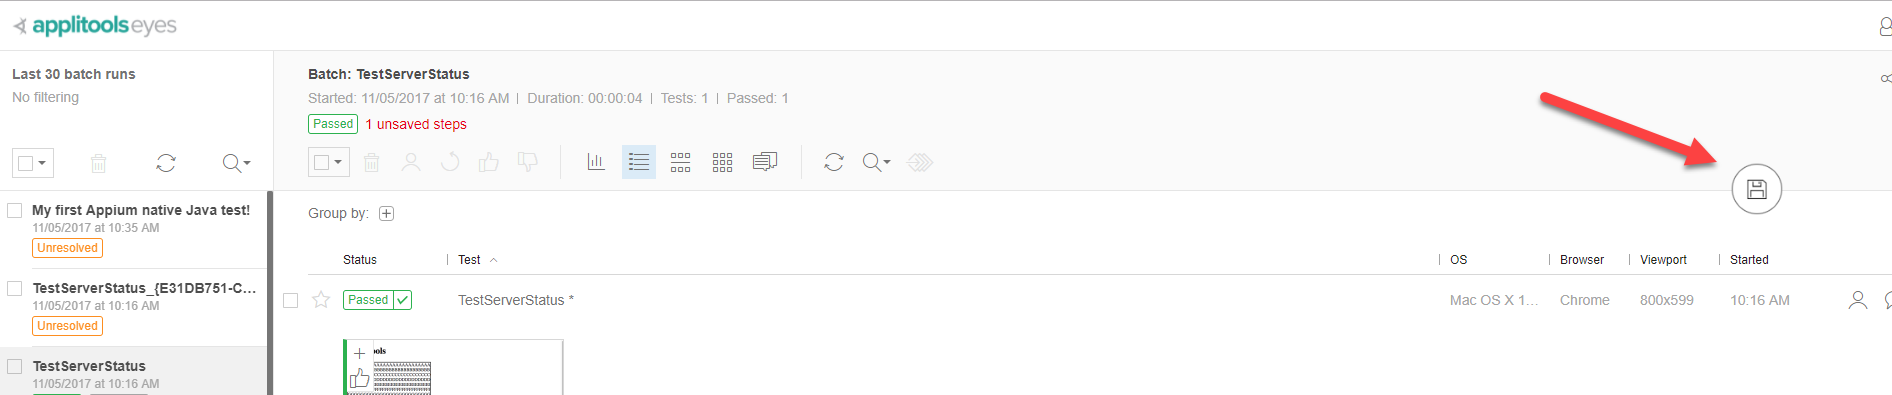 applitools eyes
Last 30 batch runs
No filtering
Batch: TestServerStatus
Started: 11/05/2017 at 10:16 AM | Duration: 00:00:04 | Tests: 1 | Passed: 1
Passed 1 unsaved steps
My first Appium native Java test!
11/05/2017 at 10:35 AM
Unresolved
TestServerStatus_{E31DB751-C...
11/05/2017 at 10:16 AM
Unresolved
TestServerStatus
11/05/2017 at 10:16 AM
Group by:
Status | Test | OS | Browser | Viewport | Started
Passed TestServerStatus * Mac OS X 1... Chrome 800x599 10:16 AM
ols